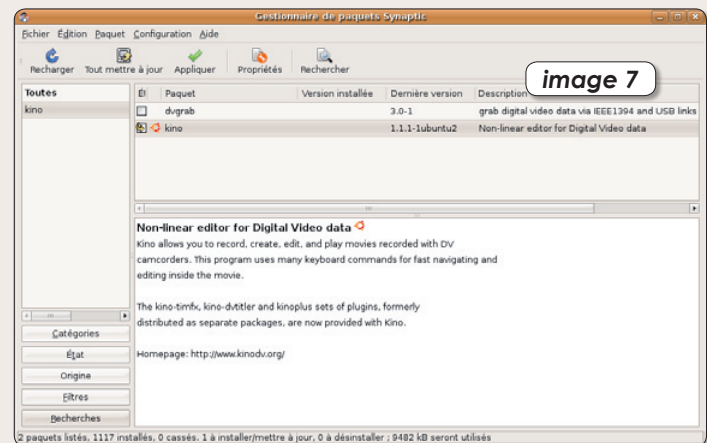 Gestionnaire de paquets Synaptic
Fichier Édition Paquet Configuration Aide
Recharger Tout mettre à jour Appliquer Propriétés Rechercher
image 7
Toutes
kino
É! Paquet Version installée Dernière version Description
dvgrab 3.0-1 grab digital video data via IEEE1394 and USB links
kino 1.1.1-1ubuntu2 Non-linear editor for Digital Video data
Non-linear editor for Digital Video data
Kino allows you to record, create, edit, and play movies recorded with DV
camcorders. This program uses many keyboard commands for fast navigating and
editing inside the movie.
The kino-timfx, kino-dvtitler and kinoplus sets of plugins, formerly
distributed as separate packages, are now provided with Kino.
Homepage: http://www.kinodv.org/
Catégories
État
Origine
Filtres
Recherches
2 paquets listés, 1117 installés, 0 cassés. 1 à installer/mettre à jour, 0 à désinstaller ; 9482 kB seront utilisés